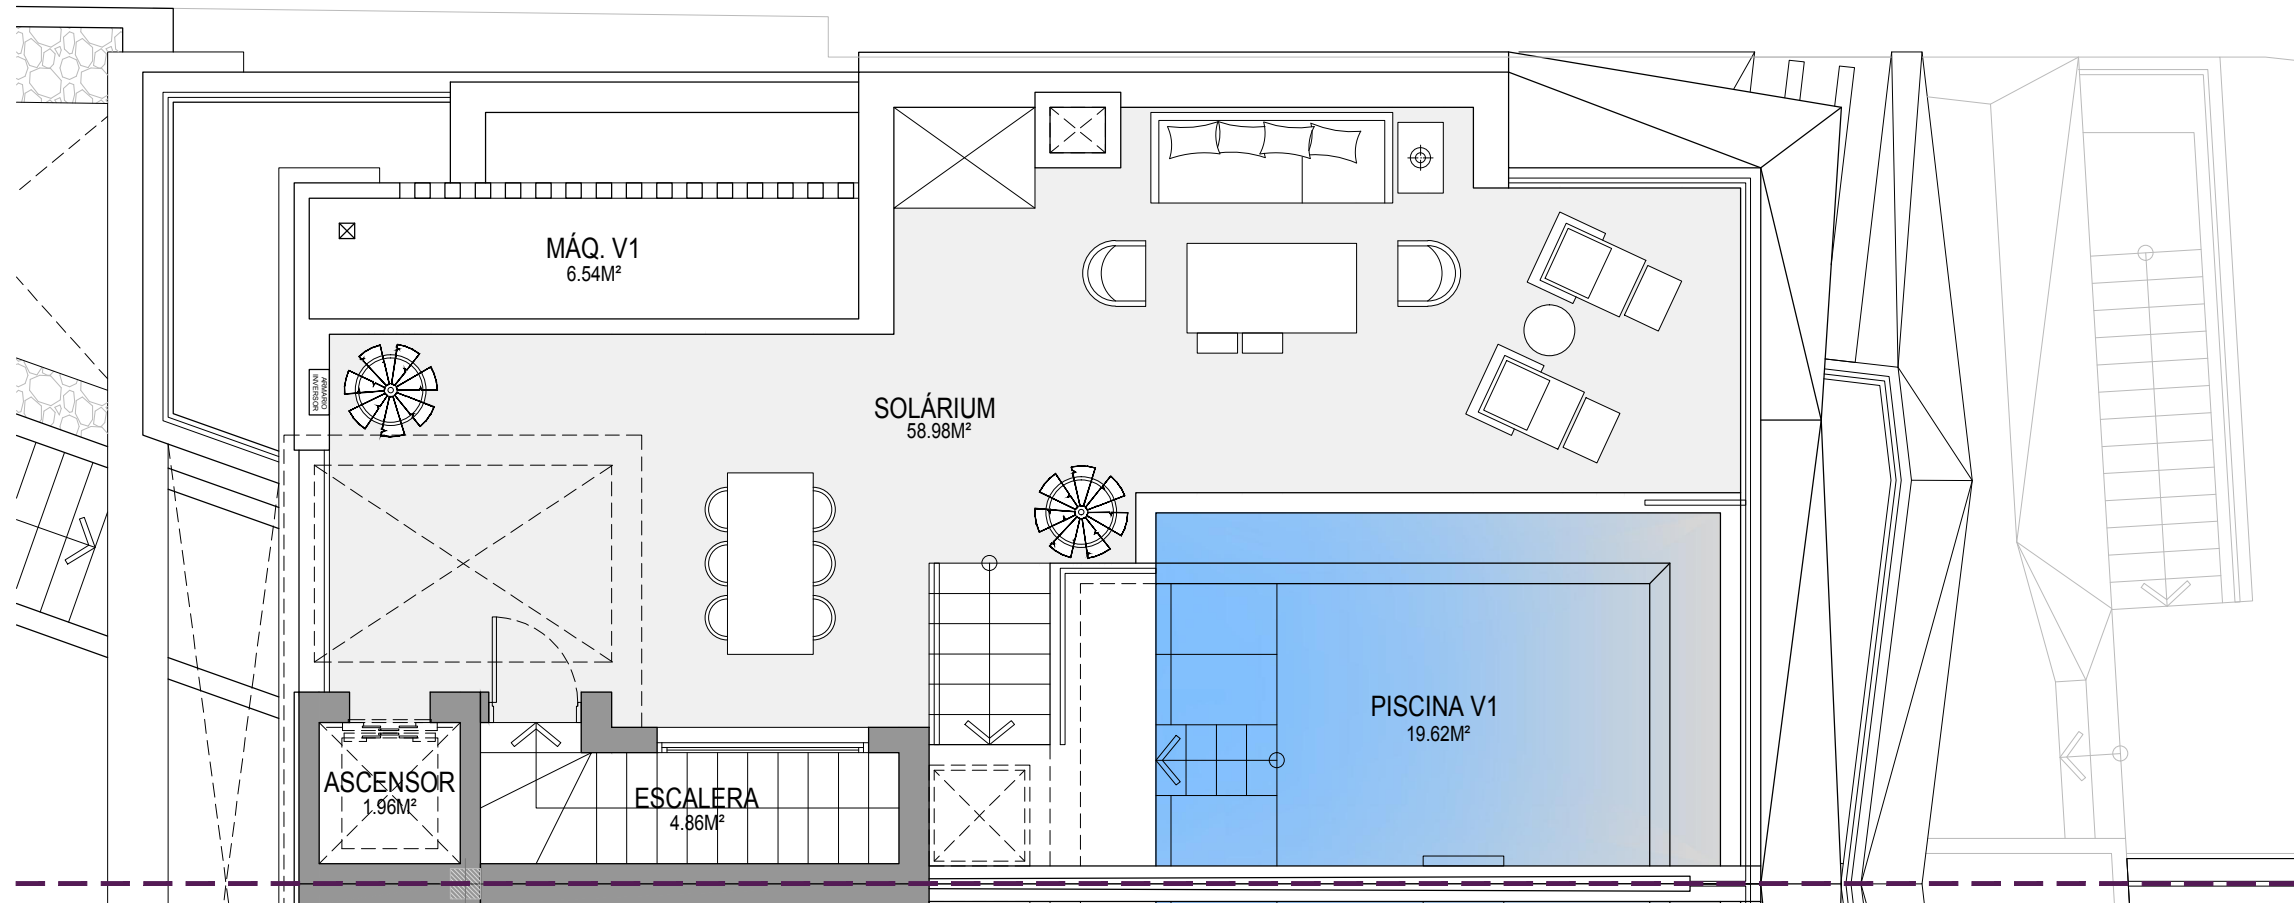 MÁQ. V1
6.54M²
ARMARIO
INVERSOR
SOLÁRIUM
58.98M²
PISCINA V1
19.62M²
ASCENSOR
1.96M²
ESCALERA
4.86M²